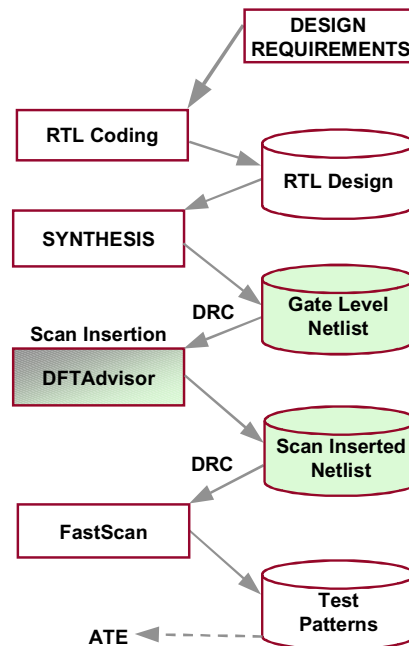 DESIGN
REQUIREMENTS
RTL Coding
RTL Design
SYNTHESIS
DRC
Gate Level
Netlist
Scan Insertion
DFTAdvisor
DRC
Scan Inserted
Netlist
FastScan
Test
Patterns
ATE